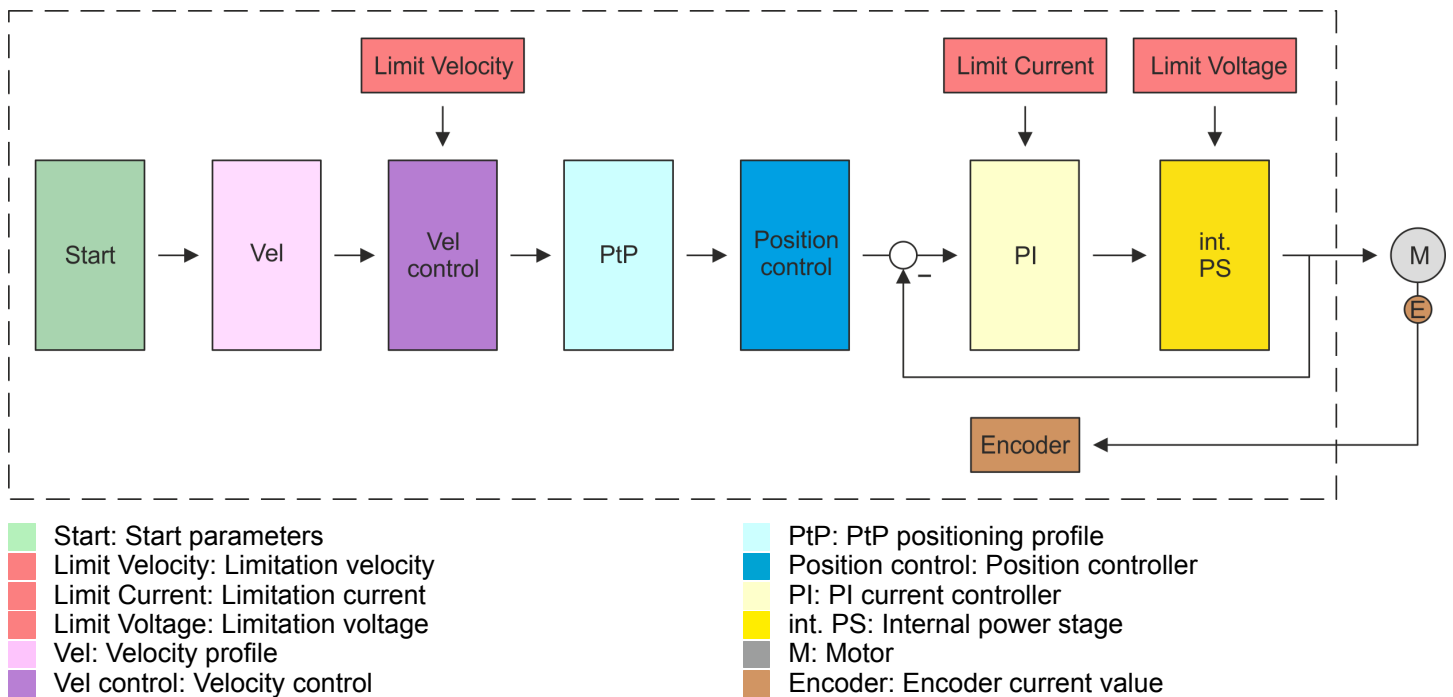 Limit Velocity
Limit Current
Limit Voltage
Start
Vel
Vel
control
PtP
Position
control
–
PI
int.
PS
M
E
Encoder
Start: Start parameters
Limit Velocity: Limitation velocity
Limit Current: Limitation current
Limit Voltage: Limitation voltage
Vel: Velocity profile
Vel control: Velocity control
PtP: PtP positioning profile
Position control: Position controller
PI: PI current controller
int. PS: Internal power stage
M: Motor
Encoder: Encoder current value